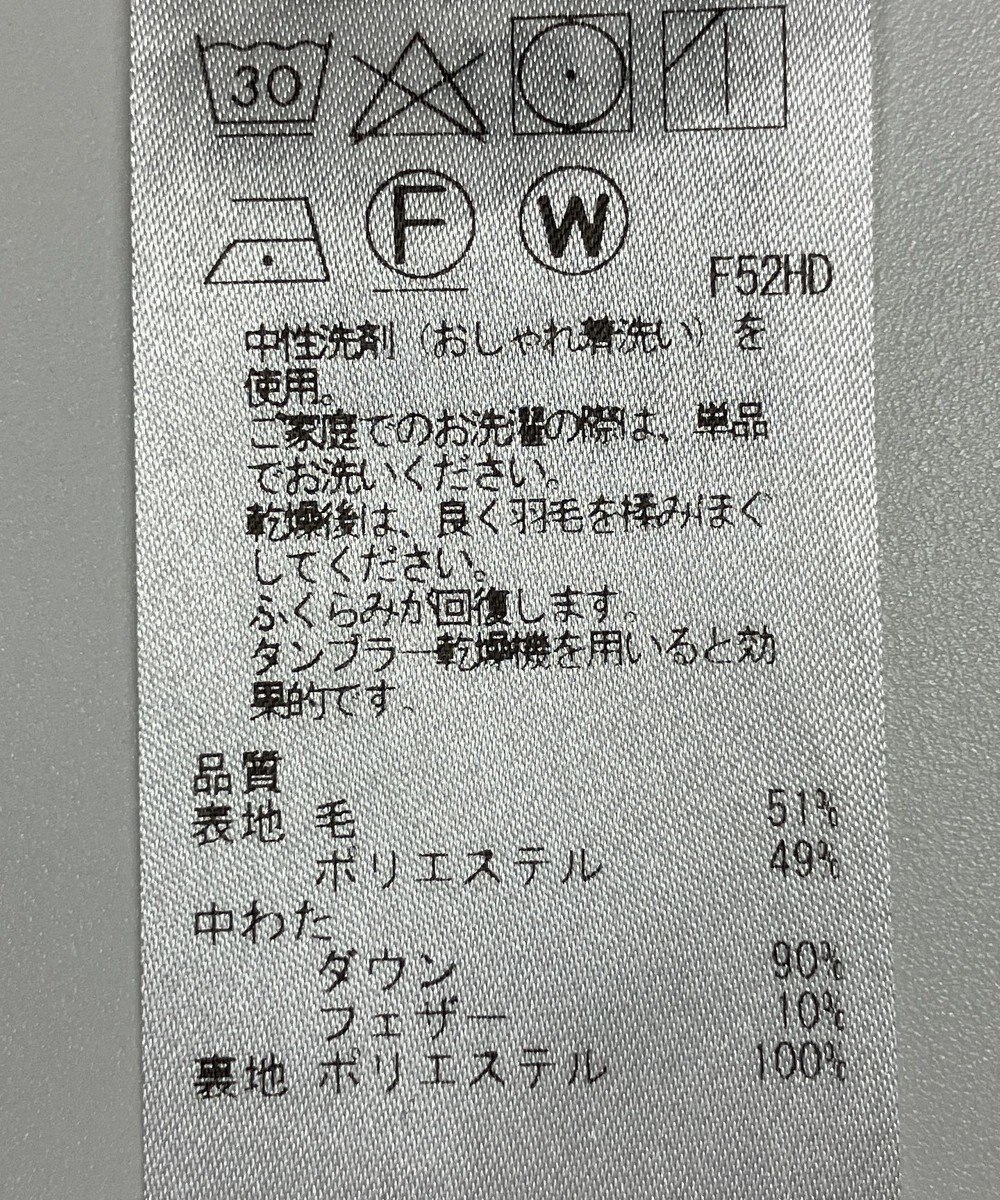 30
F W
F52HD
中性洗剤（おしゃれ着洗い）を
使用。
ご家庭でのお洗濯の際は、単品
でお洗いください。
乾燥後は、良く羽毛を揉みほぐ
してください。
ふくらみが回復します。
タンブラー乾燥機を用いると効
果的です。
品質
表地 毛 51%
ポリエステル 49%
中わた
ダウン 90%
フェザー 10%
裏地 ポリエステル 100%